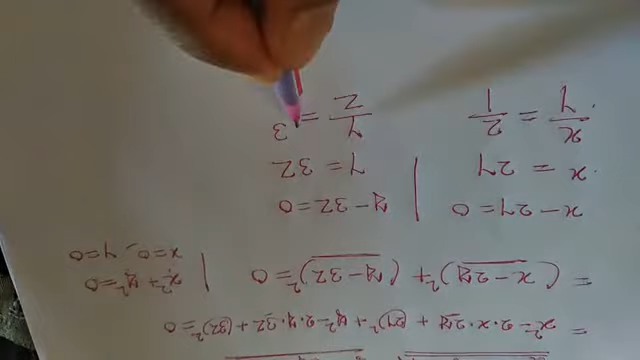 = x²-2·x·2y + (2y)² + y²-2·y·3z + (3z)² = 0
= (x-2y)² + (y-3z)² = 0 | x²+y²=0
x=0, y=0
x-2y=0 | y-3z=0
x = 2y | y = 3z
x/y = 2/1 y/z = 3